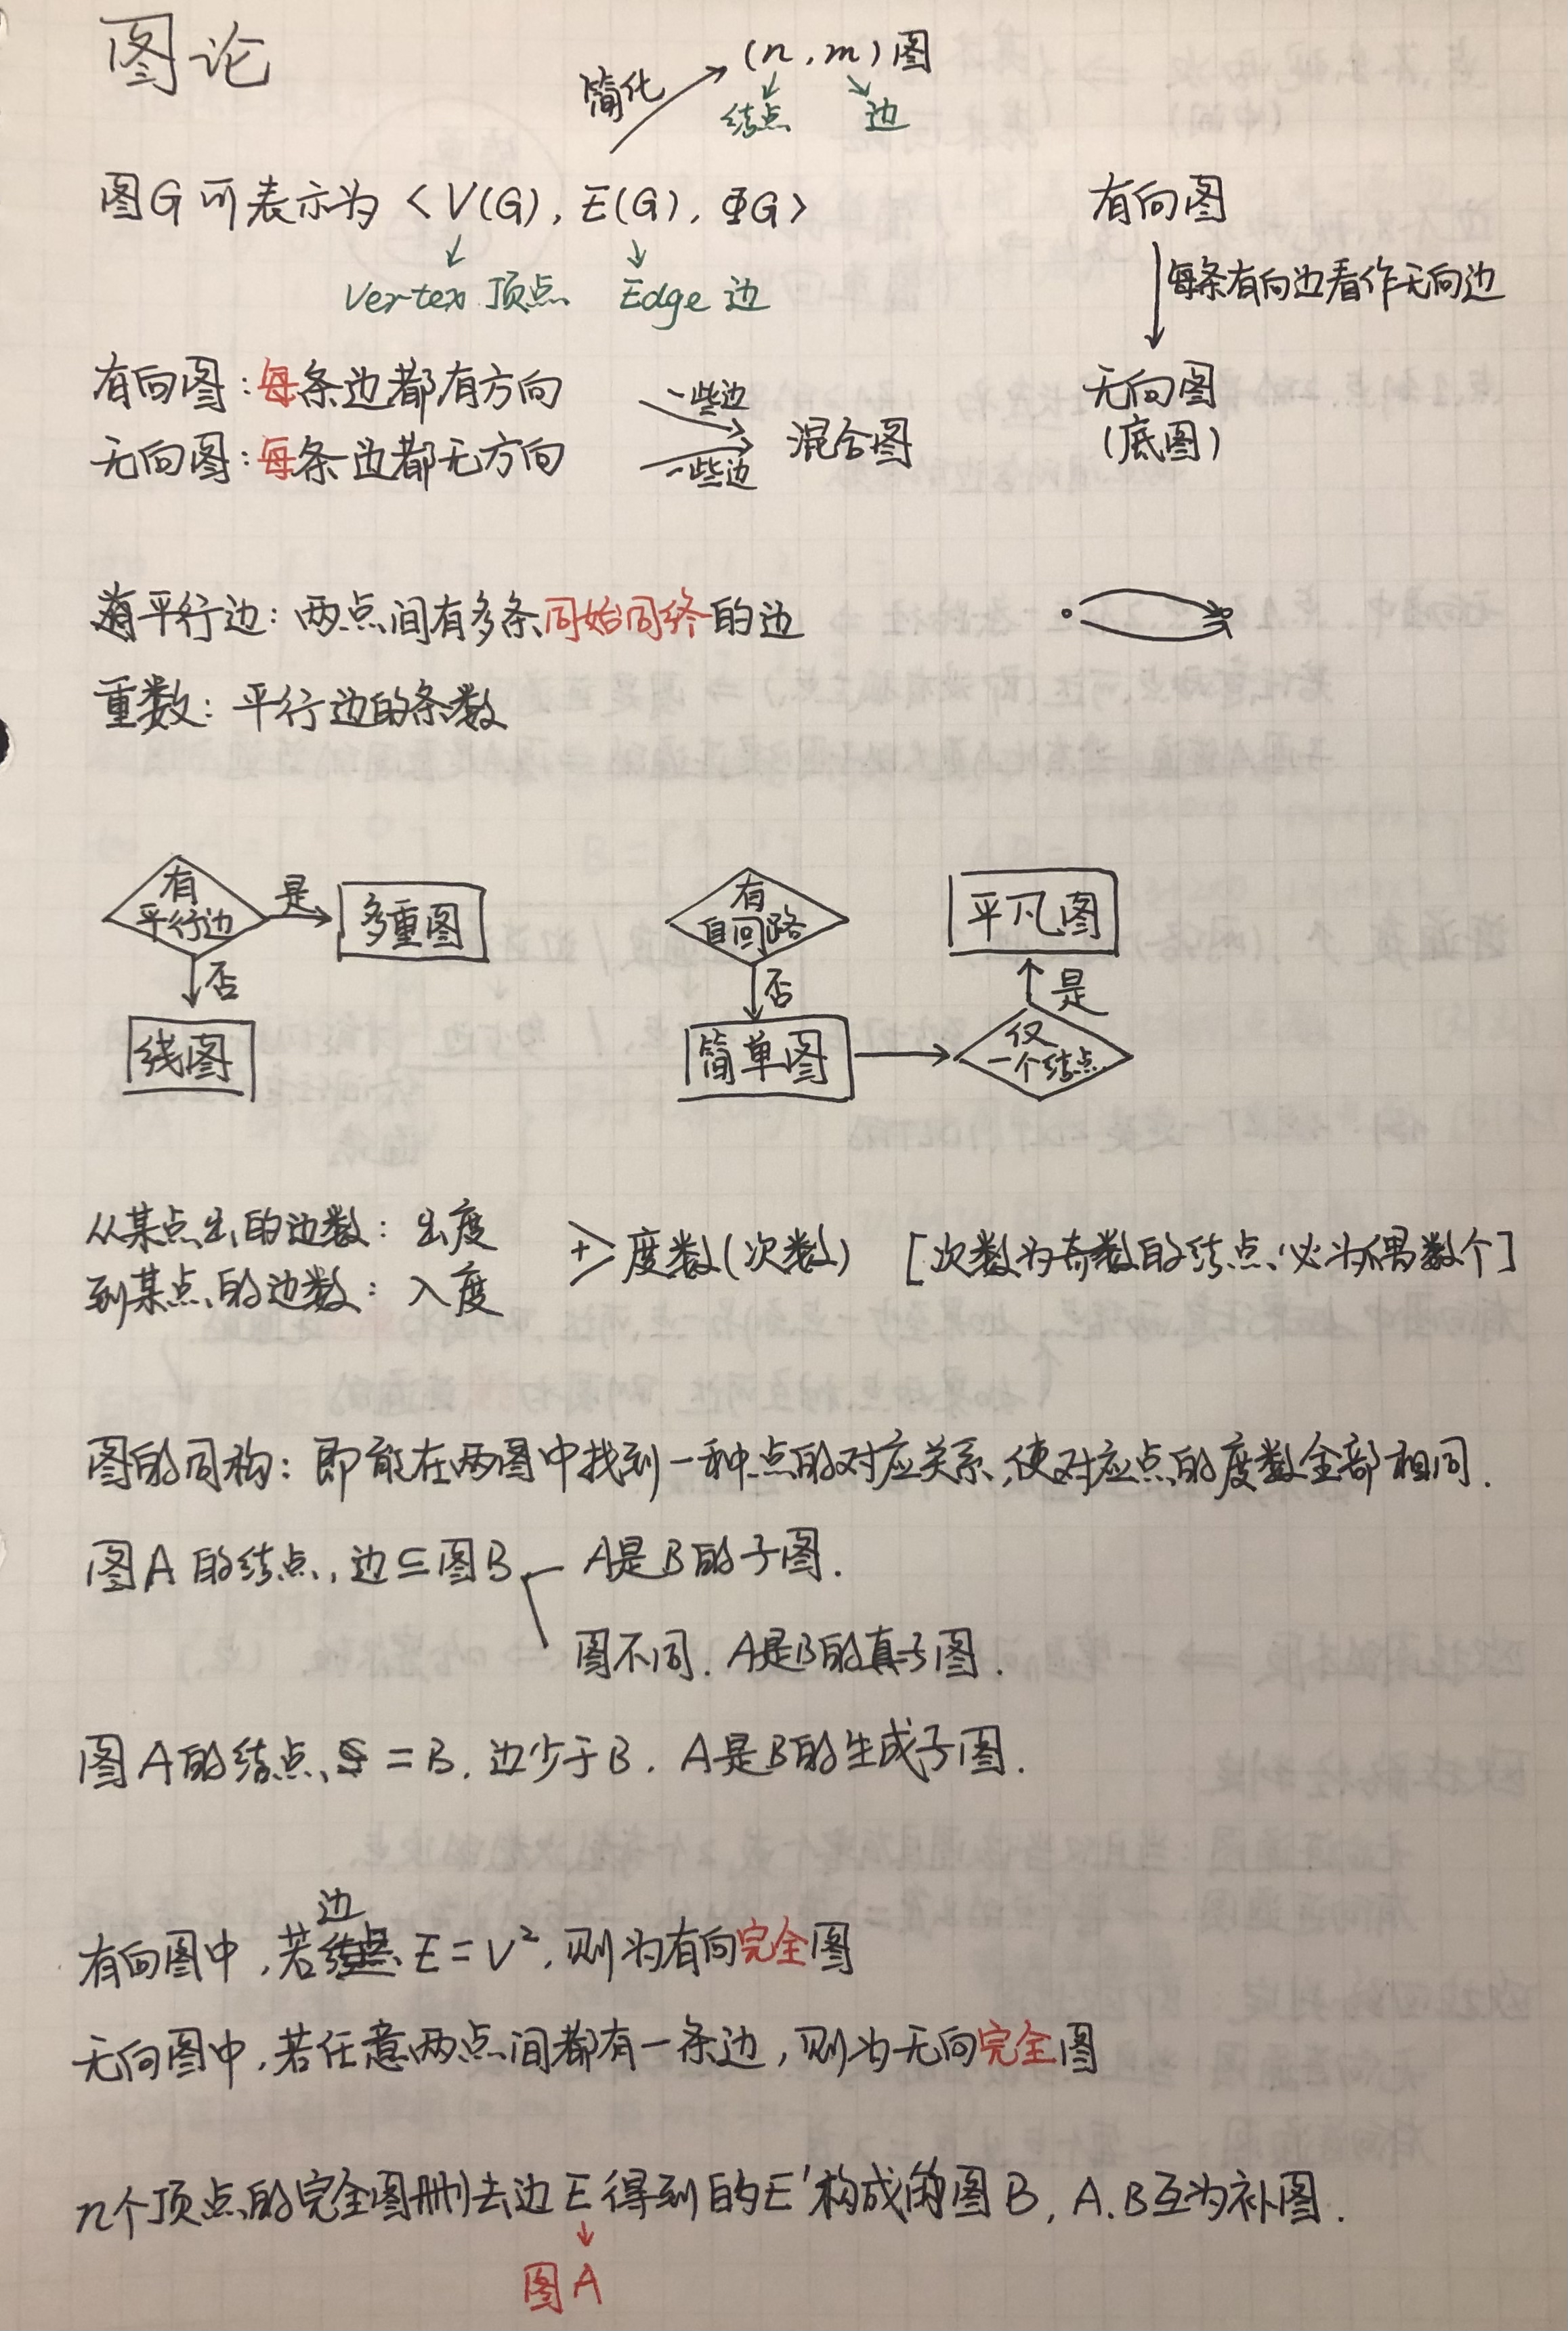 图论
简化 (n, m)图
结点 边
图G可表示为 <V(G), E(G), ΦG>
Vertex 顶点 Edge 边
有向图
每条有向边看作无向边
无向图
(底图)
有向图:每条边都有方向
无向图:每条边都无方向
一些边
一些边
混合图
平行边:两点间有多条同始同终的边
重数:平行边的条数
有
平行边
是
多重图
否
线图
有
自回路
否
简单图
仅
一个结点
是
平凡图
从某点出的边数:出度
到某点的边数:入度
+ 度数(次数) [次数为奇数的结点必为偶数个]
图的同构:即能在两图中找到一种点的对应关系,使对应点的度数全部相同.
图A的结点,边⊆图B A是B的子图.
图不同.A是B的真子图.
图A的结点=B,边少于B.A是B的生成子图.
有向图中,若边E=V²,则为有向完全图
无向图中,若任意两点间都有一条边,则为无向完全图
n个顶点的完全图删去边E得到的E'构成的图B,A.B互为补图.
图A